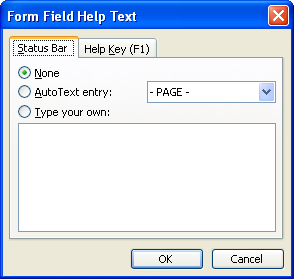 Form Field Help Text
Status Bar Help Key (F1)
None
AutoText entry: - PAGE -
Type your own:
OK Cancel